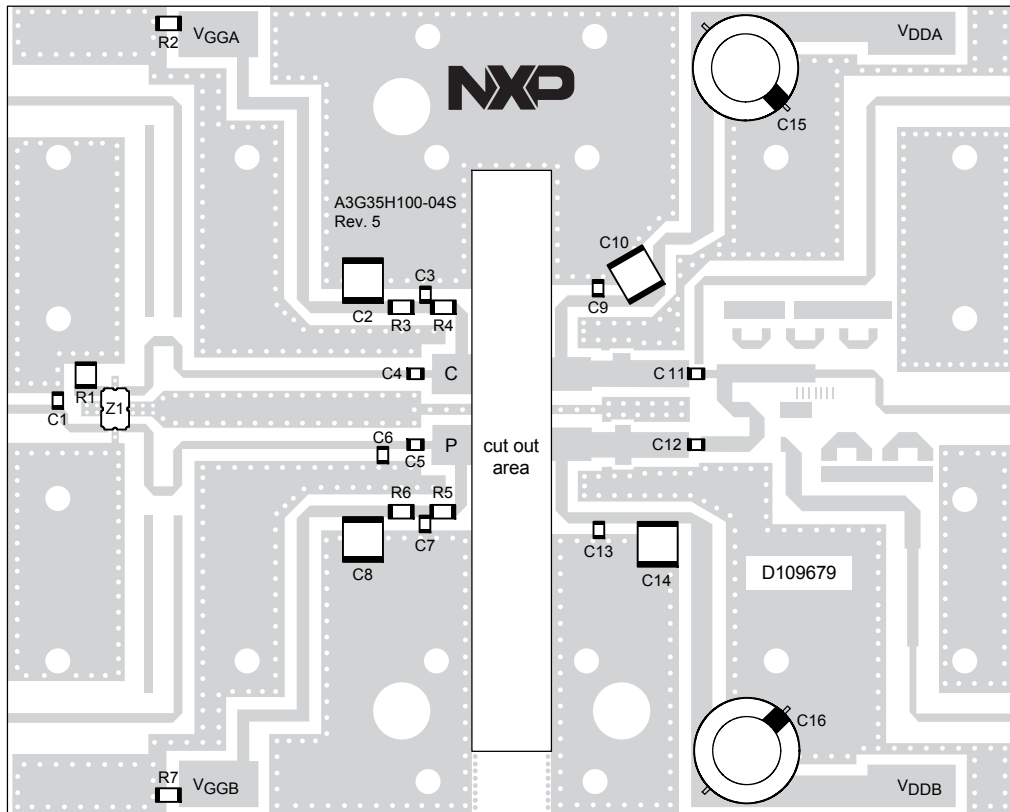 R2
VGGA
VDDA
NXP
C15
A3G35H100-04S
Rev. 5
C10
C3
C2
R3
R4
C9
C4
C
C11
R1
C1
Z1
C6
C5
P
cut out
area
C12
R6
R5
C7
C8
C13
C14
D109679
C16
R7
VGGB
VDDB